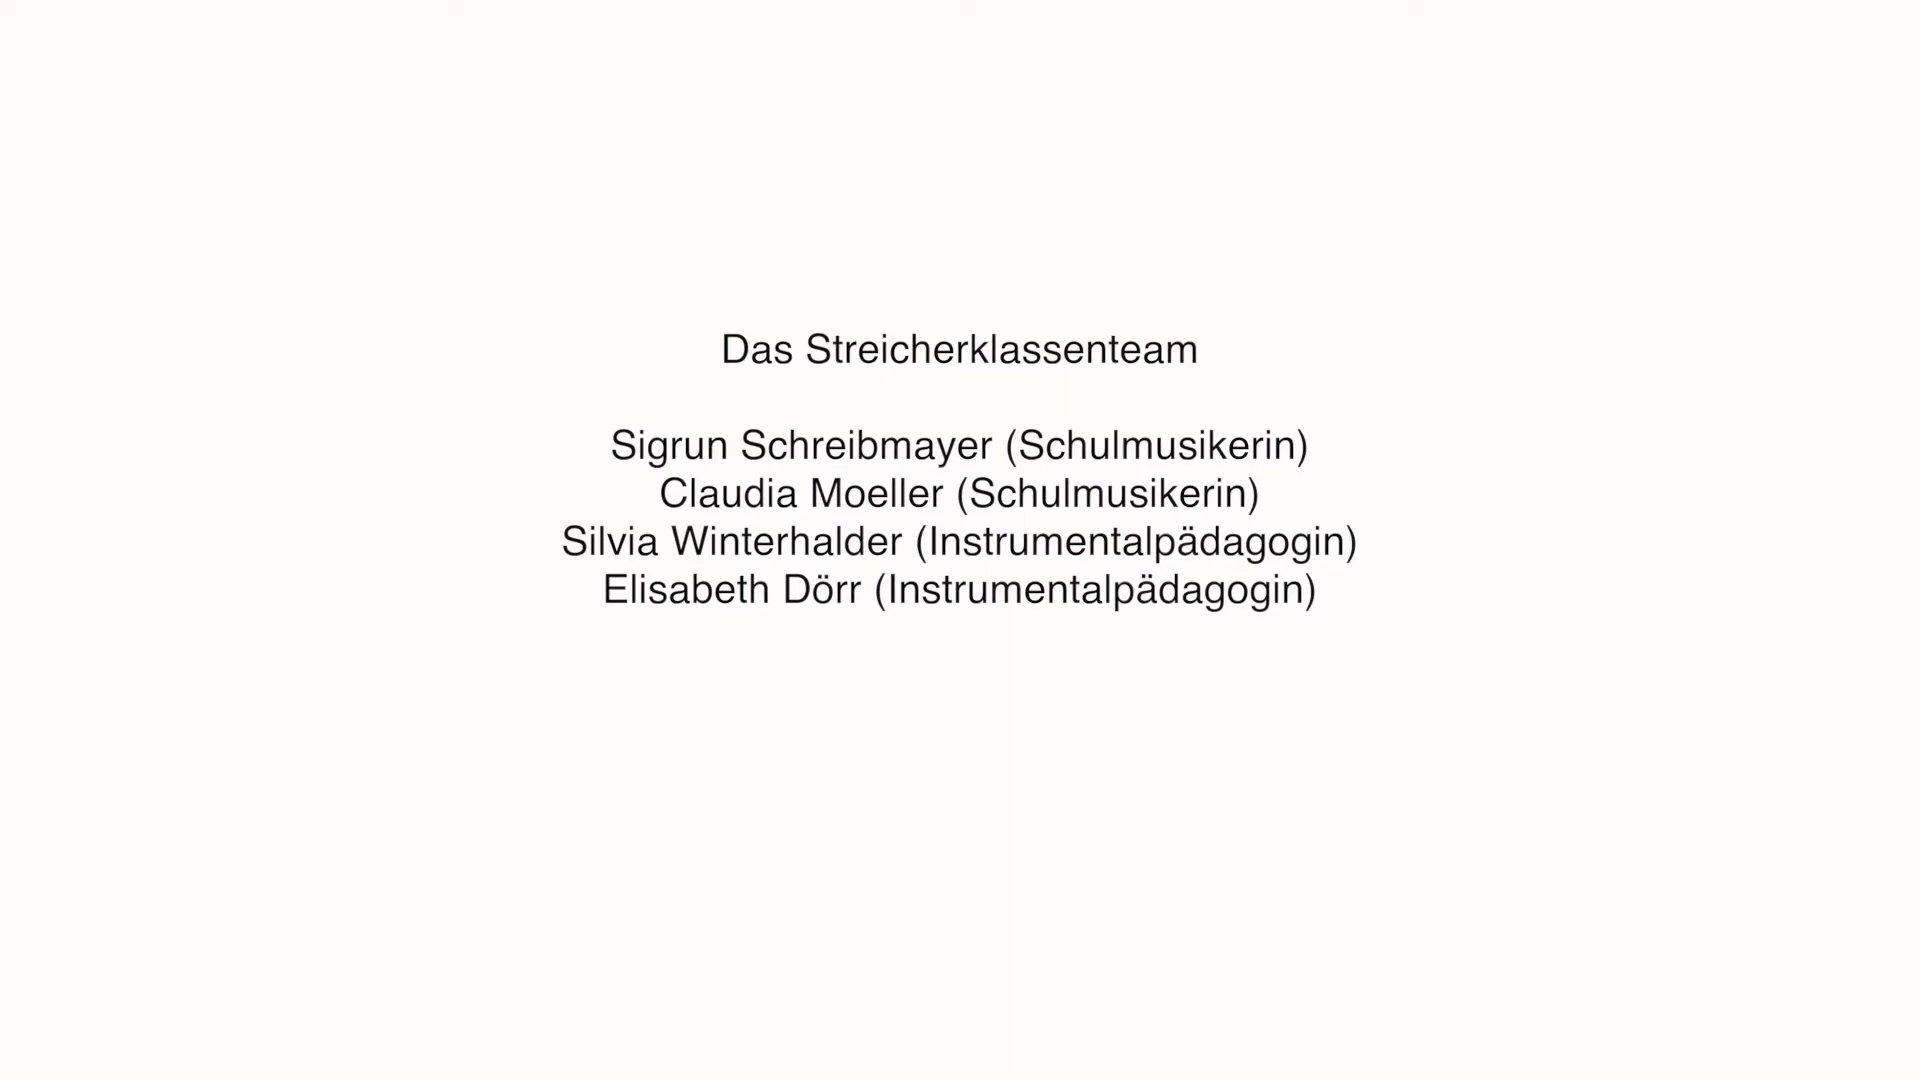 Das Streicherklassenteam
Sigrun Schreibmayer (Schulmusikerin)
Claudia Moeller (Schulmusikerin)
Silvia Winterhalder (Instrumentalpädagogin)
Elisabeth Dörr (Instrumentalpädagogin)